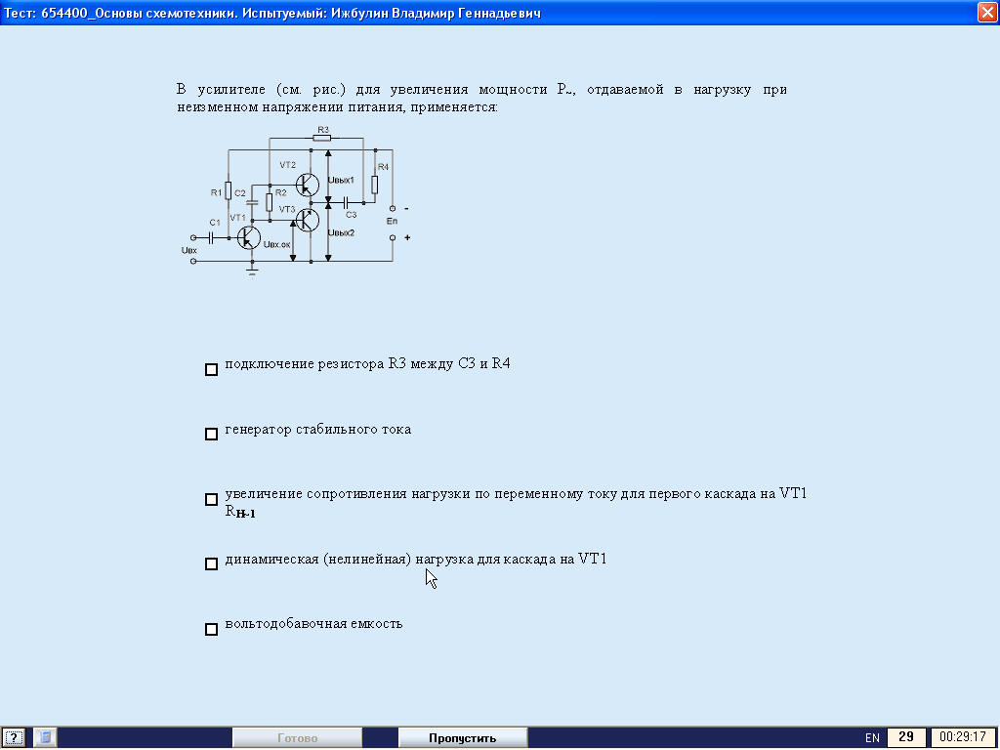 Тест: 654400_Основы схемотехники. Испытуемый: Ижбулин Владимир Геннадьевич
В усилителе (см. рис.) для увеличения мощности P~, отдаваемой в нагрузку при
неизменном напряжении питания, применяется:
R3
VT2
R4
Uвых1
R1 C2 R2
VT3
C3
C1 VT1
Еп
-
+
Uвх.ок
Uвых2
Uвх
подключение резистора R3 между C3 и R4
генератор стабильного тока
увеличение сопротивления нагрузки по переменному току для первого каскада на VT1
RН~1
динамическая (нелинейная) нагрузка для каскада на VT1
вольтодобавочная емкость
? Готово Пропустить EN 29 00:29:17